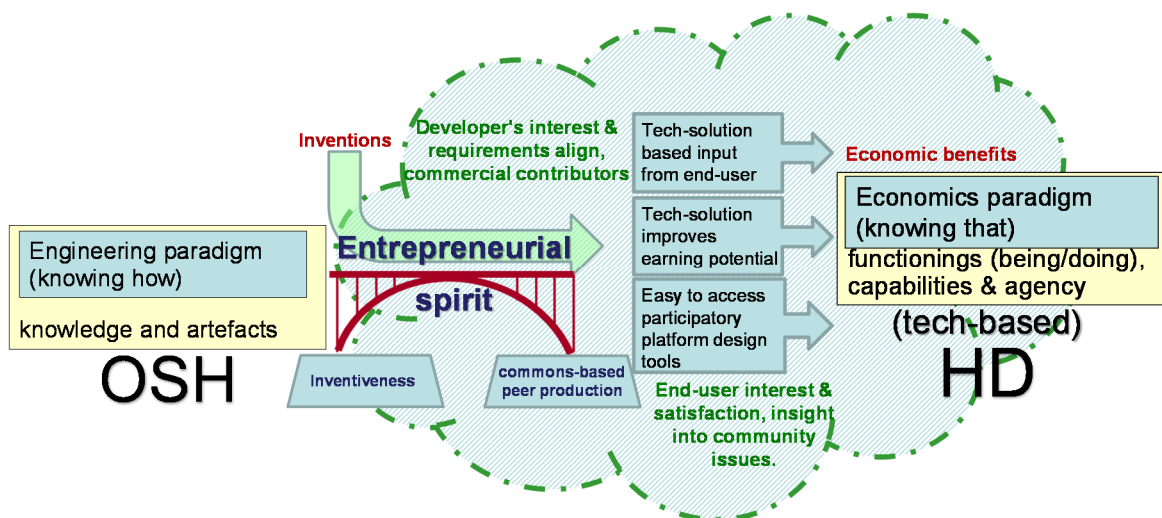 Inventions
Developer's interest &
requirements align,
commercial contributors
Tech-solution
based input
from end-user
Economic benefits
Engineering paradigm
(knowing how)
knowledge and artefacts
OSH
Entrepreneurial
spirit
Inventiveness
commons-based
peer production
Tech-solution
improves
earning potential
Easy to access
participatory
platform design
tools
End-user interest &
satisfaction, insight
into community
issues.
Economics paradigm
(knowing that)
functionings (being/doing),
capabilities & agency
(tech-based)
HD